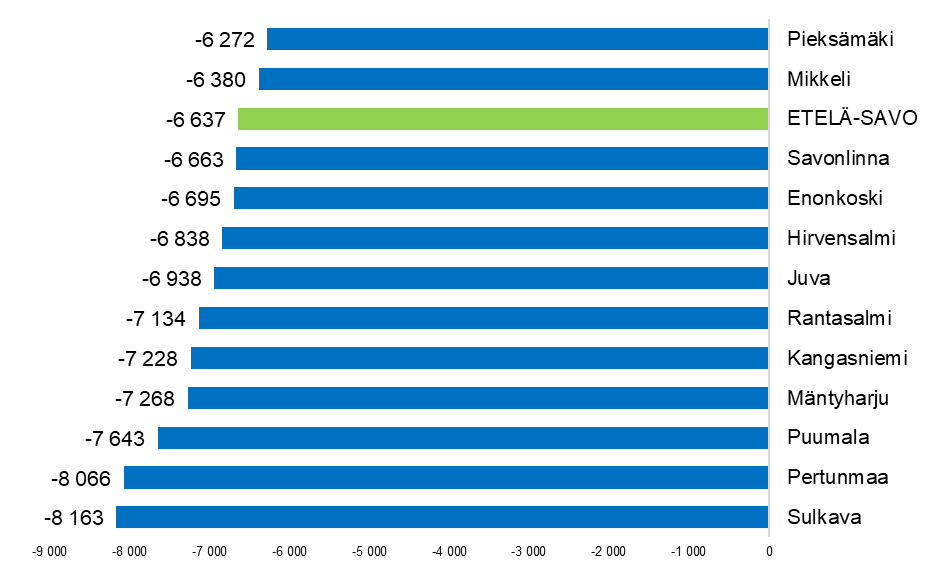 -6 272 Pieksämäki
-6 380 Mikkeli
-6 637 ETELÄ-SAVO
-6 663 Savonlinna
-6 695 Enonkoski
-6 838 Hirvensalmi
-6 938 Juva
-7 134 Rantasalmi
-7 228 Kangasniemi
-7 268 Mäntyharju
-7 643 Puumala
-8 066 Pertunmaa
-8 163 Sulkava
-9 000 -8 000 -7 000 -6 000 -5 000 -4 000 -3 000 -2 000 -1 000 0